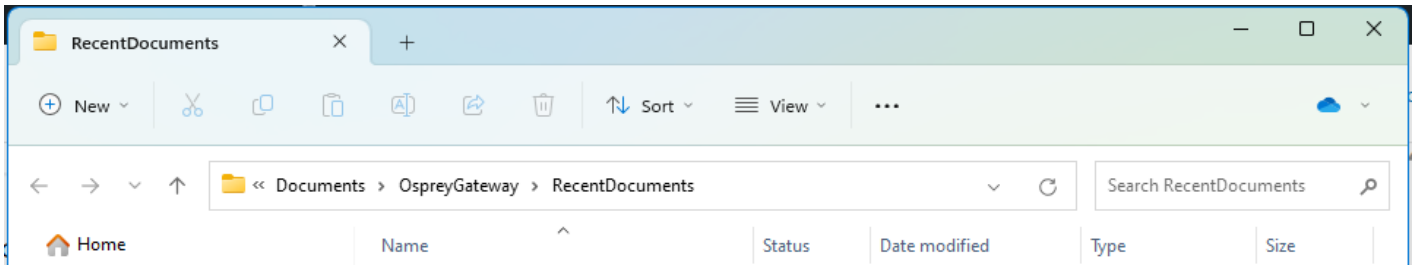 RecentDocuments
New Sort View
« Documents > OspreyGateway > RecentDocuments Search RecentDocuments
Home Name Status Date modified Type Size